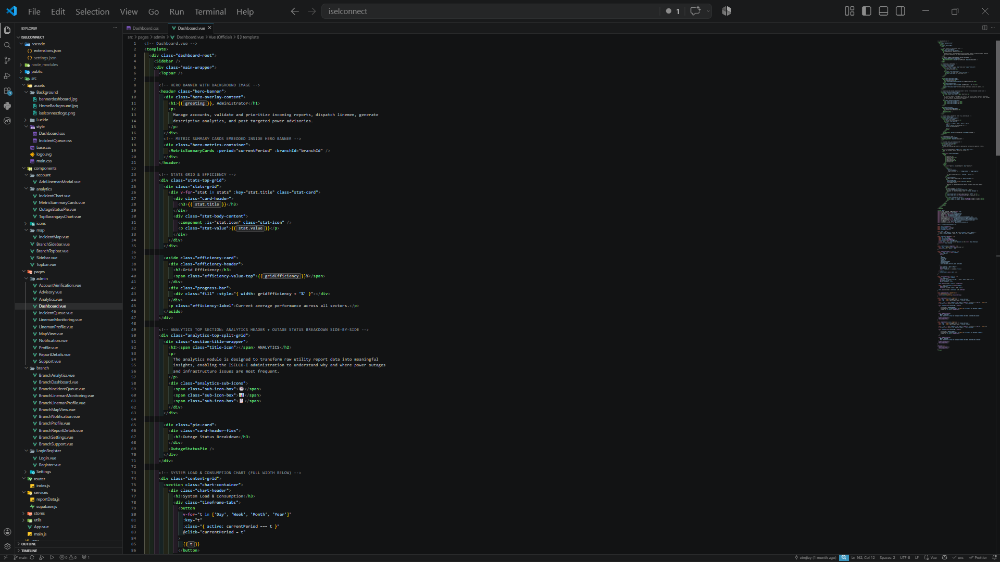 File Edit Selection View Go Run Terminal Help
iselconnect
1
EXPLORER
ISELCONNECT
.vscode
extensions.json
settings.json
node_modules
public
src
assets
Background
bannerdashboard.jpg
HomeBackground.jpg
iselconnectlogo.png
Lucide
style
Dashboard.css
IncidentQueue.css
base.css
logo.svg
main.css
components
account
AddLinemanModal.vue
analytics
IncidentChart.vue
MetricSummaryCards.vue
OutageStatusPie.vue
TopBarangaysChart.vue
icons
map
IncidentMap.vue
BranchSidebar.vue
BranchTopbar.vue
Sidebar.vue
Topbar.vue
pages
admin
AccountVerification.vue
Advisory.vue
Analytics.vue
Dashboard.vue
IncidentQueue.vue
LinemanMonitoring.vue
LinemanProfile.vue
MapView.vue
Notification.vue
Profile.vue
ReportDetails.vue
Support.vue
branch
BranchAnalytics.vue
BranchDashboard.vue
BranchIncidentQueue.vue
BranchLinemanMonitoring.vue
BranchLinemanProfile.vue
BranchMapView.vue
BranchNotification.vue
BranchProfile.vue
BranchReportDetails.vue
BranchSettings.vue
BranchSupport.vue
LoginRegister
Login.vue
Register.vue
Settings
router
index.js
services
reportData.js
supabase.js
stores
utils
App.vue
main.js
OUTLINE
TIMELINE
Dashboard.css
Dashboard.vue
src > pages > admin > Dashboard.vue > Vue (Official) > {} template
1 <!-- Dashboard.vue -->
2 <template>
3 <div class="dashboard-root">
4 <Sidebar />
5 <div class="main-wrapper">
6 <Topbar />
7
8 <!-- HERO BANNER WITH BACKGROUND IMAGE -->
9 <header class="hero-banner">
10 <div class="hero-overlay-content">
11 <h1>{{ greeting }}, Administrator</h1>
12 <p>
13 Manage accounts, validate and prioritize incoming reports, dispatch linemen, generate
14 descriptive analytics, and post targeted power advisories.
15 </p>
16 </div>
17 <!-- METRIC SUMMARY CARDS EMBEDDED INSIDE HERO BANNER -->
18 <div class="hero-metrics-container">
19 <MetricSummaryCards :period="currentPeriod" :branchId="branchId" />
20 </div>
21 </header>
22
23 <!-- STATS GRID & EFFICIENCY -->
24 <div class="stats-top-grid">
25 <div class="stats-grid">
26 <div v-for="stat in stats" :key="stat.title" class="stat-card">
27 <div class="card-header">
28 <h3>{{ stat.title }}</h3>
29 </div>
30 <div class="stat-body-content">
31 <component :is="stat.icon" class="stat-icon" />
32 <p class="stat-value">{{ stat.value }}</p>
33 </div>
34 </div>
35 </div>
36
37 <aside class="efficiency-card">
38 <div class="efficiency-header">
39 <h3>Grid Efficiency</h3>
40 <span class="efficiency-value-top">{{ gridEfficiency }}%</span>
41 </div>
42 <div class="progress-bar">
43 <div class="fill" :style="{ width: gridEfficiency + '%' }"></div>
44 </div>
45 <p class="efficiency-label">Current average performance across all sectors.</p>
46 </aside>
47 </div>
48
49 <!-- ANALYTICS TOP SECTION: ANALYTICS HEADER + OUTAGE STATUS BREAKDOWN SIDE-BY-SIDE -->
50 <div class="analytics-top-split-grid">
51 <div class="section-title-wrapper">
52 <h2><span class="title-icon"></span> ANALYTICS</h2>
53 <p>
54 The analytics module is designed to transform raw utility report data into meaningful
55 insights, enabling the ISELCO-I administration to understand why and where power outages
56 and infrastructure issues are most frequent.
57 </p>
58 <div class="analytics-sub-icons">
59 <span class="sub-icon-box">🕒</span>
60 <span class="sub-icon-box">📊</span>
61 <span class="sub-icon-box">📋</span>
62 </div>
63 </div>
64
65 <div class="pie-card">
66 <div class="card-header-flex">
67 <h3>Outage Status Breakdown</h3>
68 </div>
69 <OutageStatusPie />
70 </div>
71 </div>
72
73 <!-- SYSTEM LOAD & CONSUMPTION CHART (FULL WIDTH BELOW) -->
74 <div class="content-grid">
75 <section class="chart-container">
76 <div class="chart-header">
77 <h3>System Load & Consumption</h3>
78 <div class="timeframe-tabs">
79 <button
80 v-for="t in ['Day', 'Week', 'Month', 'Year']"
81 :key="t"
82 :class="{ active: currentPeriod === t }"
83 @click="currentPeriod = t"
84 >
85 {{ t }}
86 </button>
main 0 0 1
eimjiey (1 month ago) Ln 162, Col 12 Spaces: 2 UTF-8 LF {} Vue oxc Prettier